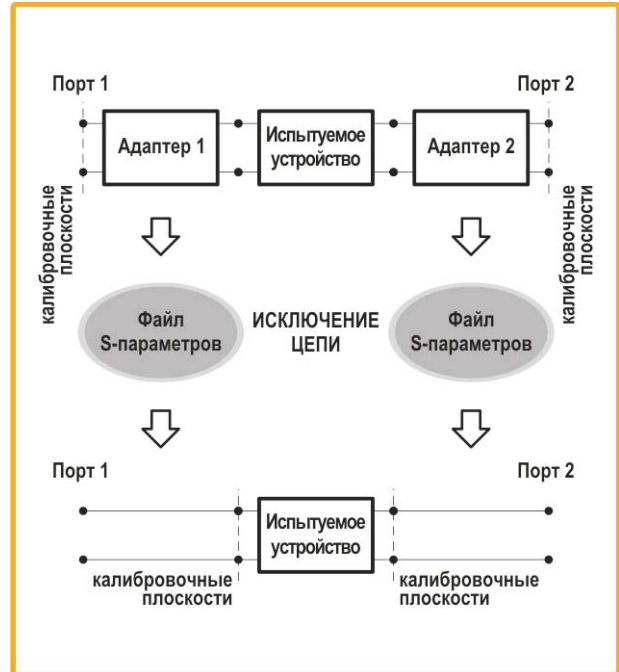 Порт 1
Порт 2
Адаптер 1
Испытуемое
устройство
Адаптер 2
калибровочные
плоскости
калибровочные
плоскости
Файл
S-параметров
ИСКЛЮЧЕНИЕ
ЦЕПИ
Файл
S-параметров
Порт 1
Порт 2
Испытуемое
устройство
калибровочные
плоскости
калибровочные
плоскости